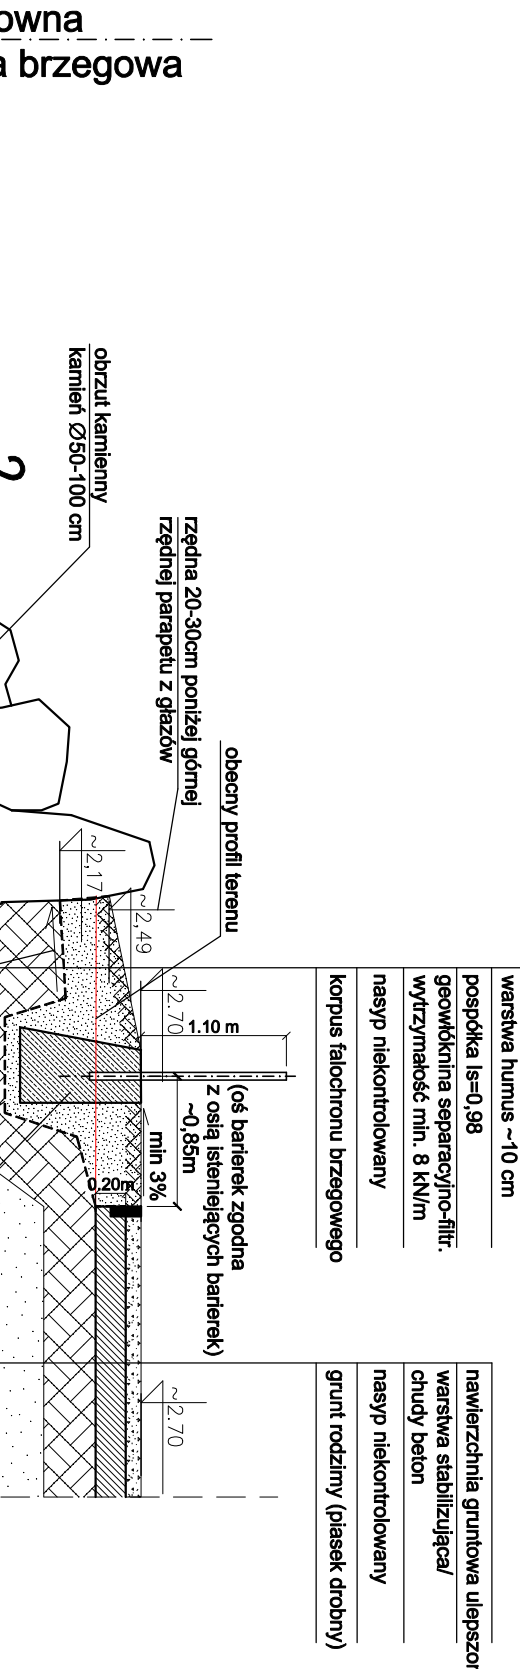 owna
a brzegowa
obrzut kamienny
kamień Ø50-100 cm
2
rzędna 20-30cm poniżej górnej
rzędnej parapetu z głazów
obecny profil terenu
~2,17
~2,49
~2.70
1.10 m
(oś barierek zgodna
z osią isteniejących barierek)
~0,85m
min 3%
0,20m
~2.70
warstwa humus ~10 cm
pospółka Is=0,98
geowłóknina separacyjno-filtr.
wytrzymałość min. 8 kN/m
nasyp niekontrolowany
korpus falochronu brzegowego
nawierzchnia gruntowa ulepszon
warstwa stabilizująca/
chudy beton
nasyp niekontrolowany
grunt rodzimy (piasek drobny)